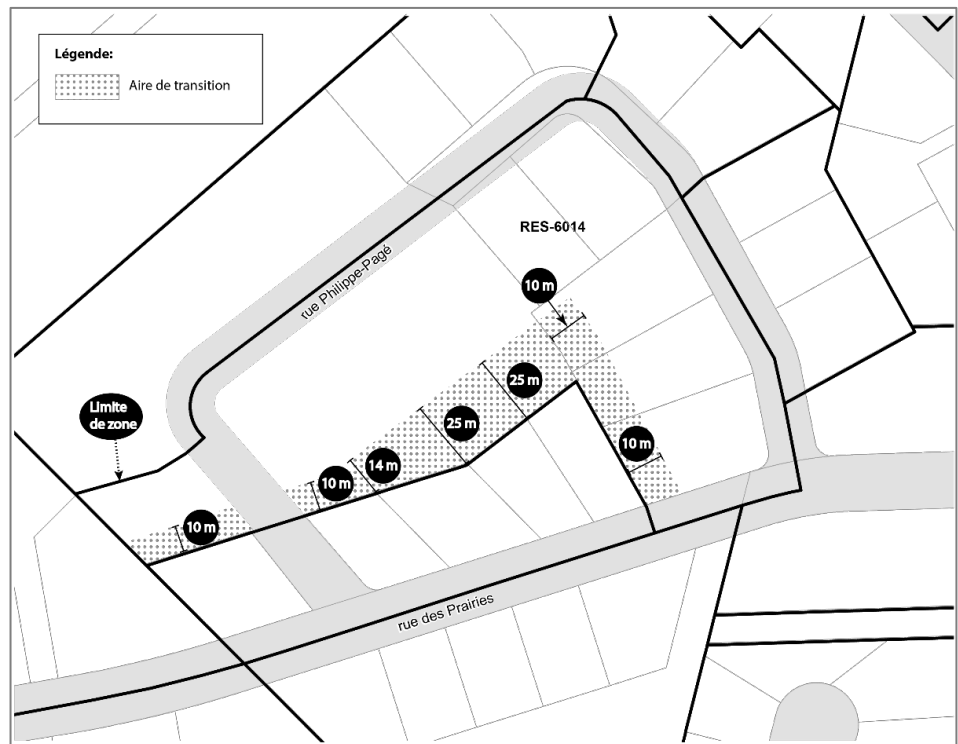 Légende:
Aire de transition
RES-6014
rue Philippe-Pagé
10 m
25 m
25 m
14 m
10 m
10 m
10 m
Limite
de zone
rue des Prairies